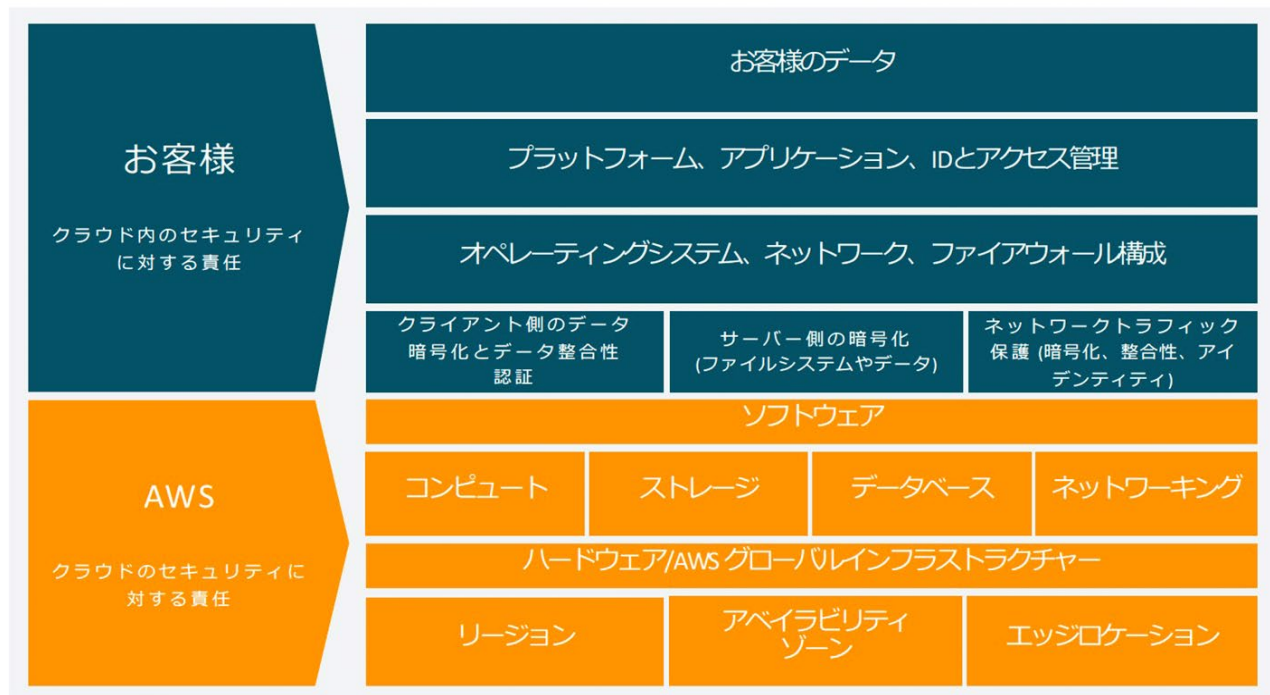 お客様
クラウド内のセキュリティ
に対する責任
お客様のデータ
プラットフォーム、アプリケーション、IDとアクセス管理
オペレーティングシステム、ネットワーク、ファイアウォール構成
クライアント側のデータ
暗号化とデータ整合性
認証
サーバー側の暗号化
(ファイルシステムやデータ)
ネットワークトラフィック
保護 (暗号化、整合性、アイ
デンティティ)
AWS
クラウドのセキュリティに
対する責任
ソフトウェア
コンピュート
ストレージ
データベース
ネットワーキング
ハードウェア/AWS グローバルインフラストラクチャー
リージョン
アベイラビリティ
ゾーン
エッジロケーション